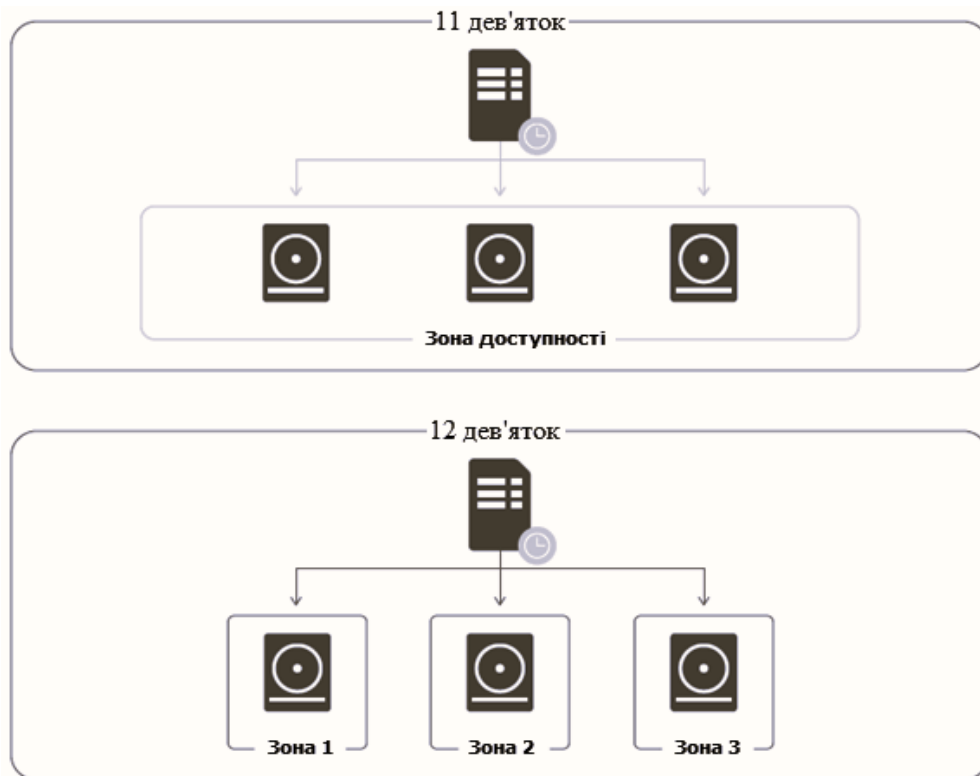 11 дев'яток
Зона доступності
12 дев'яток
Зона 1
Зона 2
Зона 3